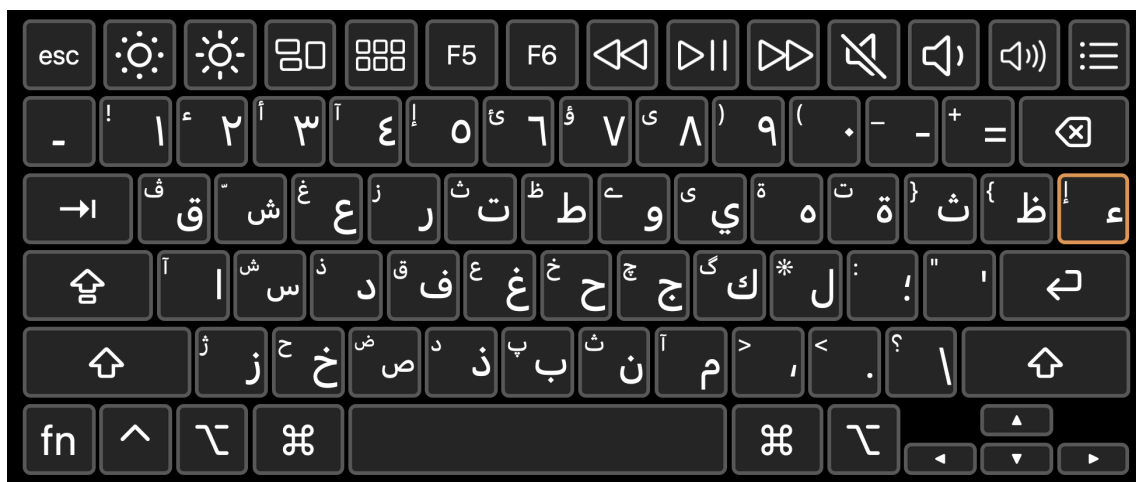 esc F5 F6
ـ ! ١ ء ٢ أ ٣ آ ٤ إ ٥ ئ ٦ ؤ ٧ ى ٨ ) ٩ ( ٠ _ - + =
ڤ ق ّ ش غ ع ز ر ث ت ظ ط ے و ى ي ة ه ت ة { ث } ظ إ ء
آ ا ش س ذ د ق ف ع غ خ ح چ ج گ ك * ل : ؛ " '
ژ ز ح خ ض ص د ذ پ ب ث ن آ م > ، < . ؟ \
fn